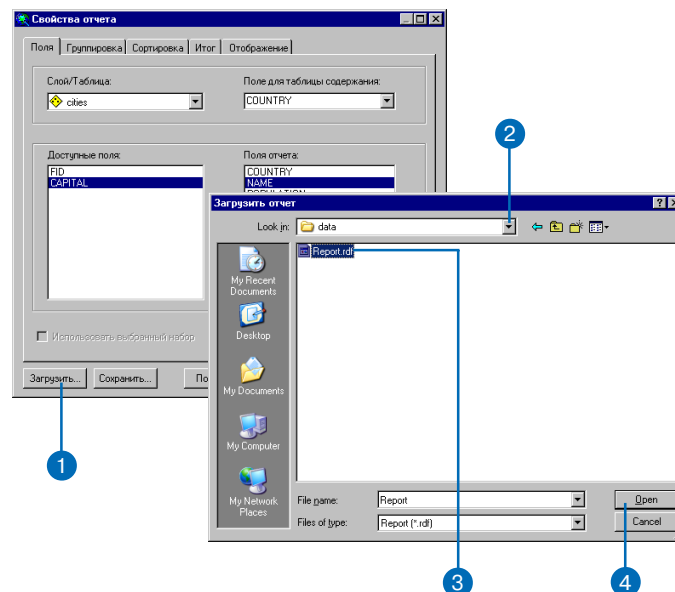 Свойства отчета
Поля Группировка Сортировка Итог Отображение
Слой/Таблица: Поле для таблицы содержания:
cities COUNTRY
Доступные поля: Поля отчета:
FID COUNTRY
CAPITAL NAME
POPULATION
Использовать выбранный набор
Загрузить... Сохранить... По
1
2
Загрузить отчет
Look in: data
Report.rdf
My Recent
Documents
Desktop
My Documents
My Computer
My Network
Places
File name: Report Open
Files of type: Report (*.rdf) Cancel
3 4